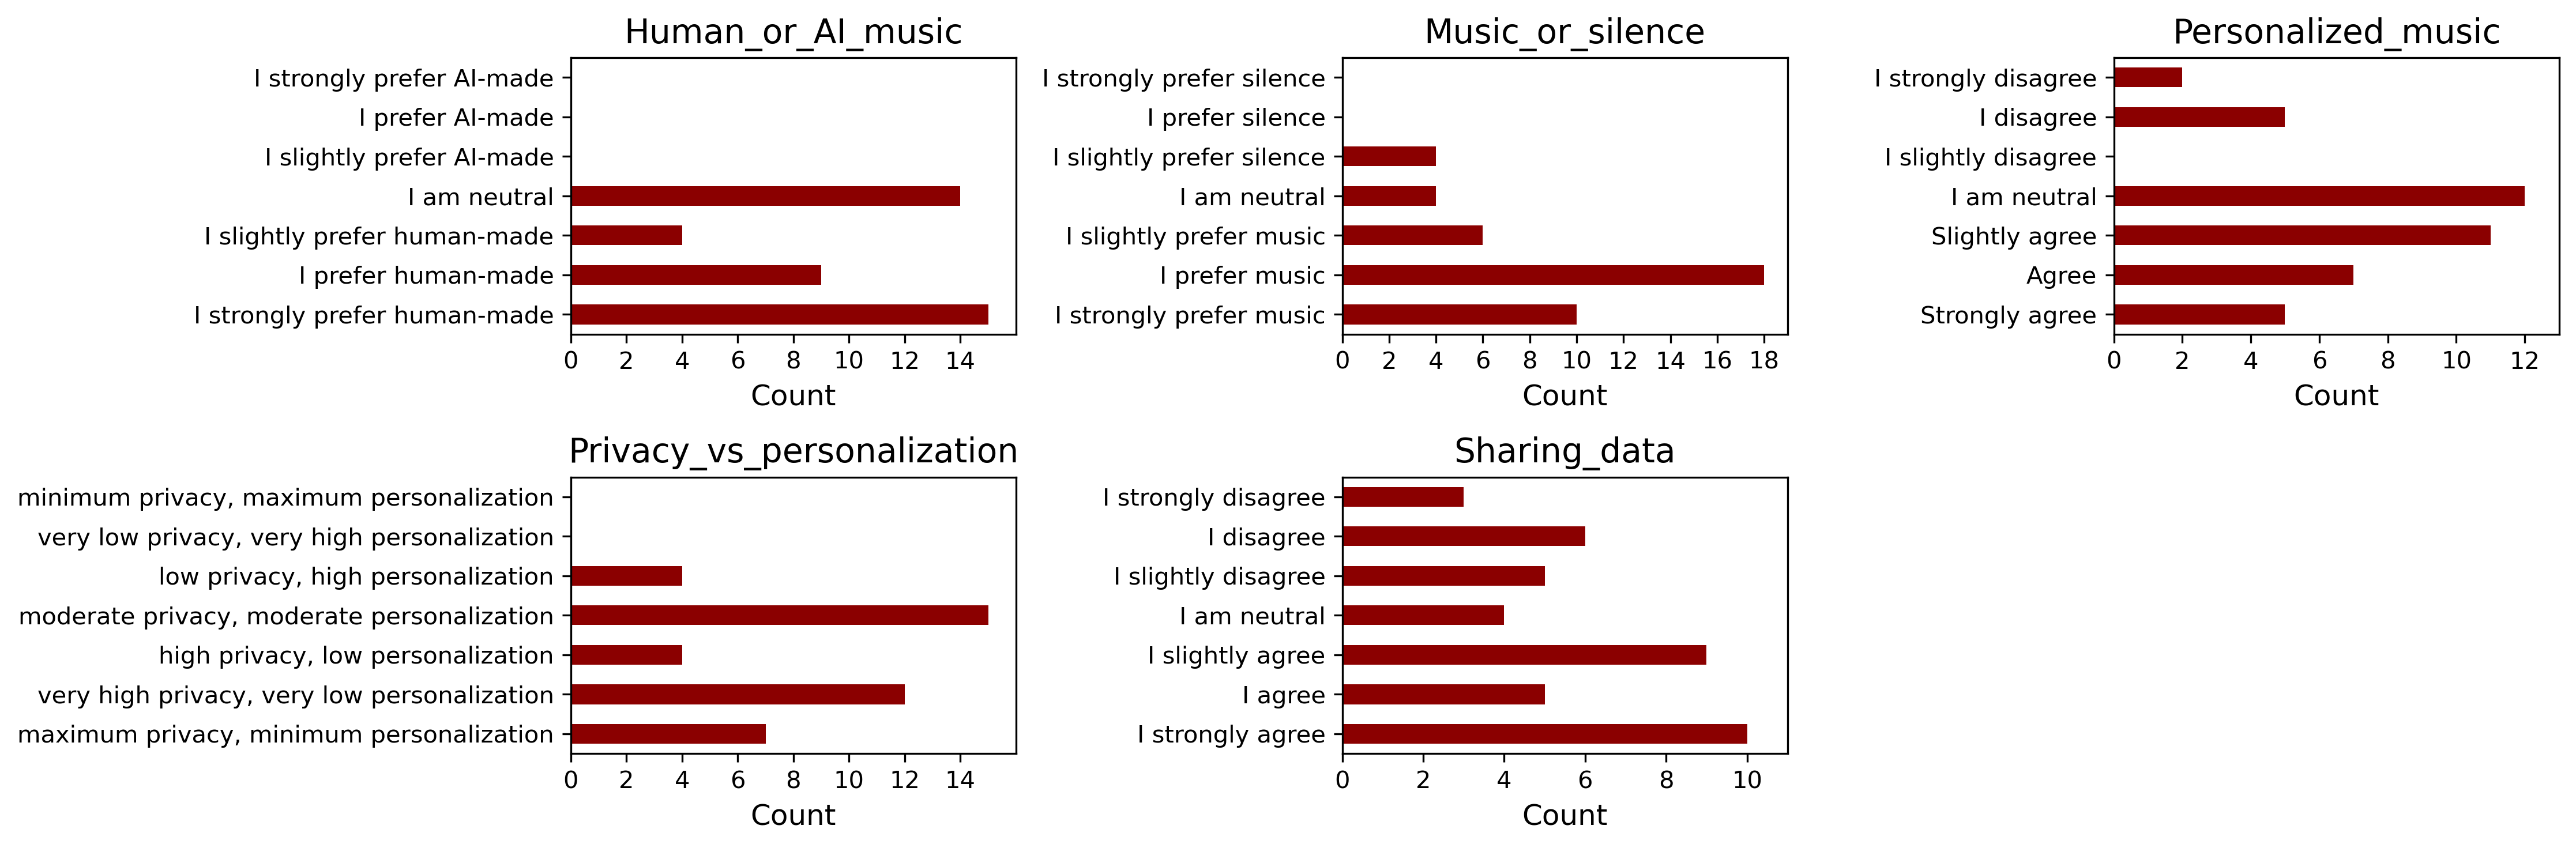 Human_or_AI_music
I strongly prefer AI-made
I prefer AI-made
I slightly prefer AI-made
I am neutral
I slightly prefer human-made
I prefer human-made
I strongly prefer human-made
0 2 4 6 8 10 12 14
Count
Music_or_silence
I strongly prefer silence
I prefer silence
I slightly prefer silence
I am neutral
I slightly prefer music
I prefer music
I strongly prefer music
0 2 4 6 8 10 12 14 16 18
Count
Personalized_music
I strongly disagree
I disagree
I slightly disagree
I am neutral
Slightly agree
Agree
Strongly agree
0 2 4 6 8 10 12
Count
Privacy_vs_personalization
minimum privacy, maximum personalization
very low privacy, very high personalization
low privacy, high personalization
moderate privacy, moderate personalization
high privacy, low personalization
very high privacy, very low personalization
maximum privacy, minimum personalization
0 2 4 6 8 10 12 14
Count
Sharing_data
I strongly disagree
I disagree
I slightly disagree
I am neutral
I slightly agree
I agree
I strongly agree
0 2 4 6 8 10
Count